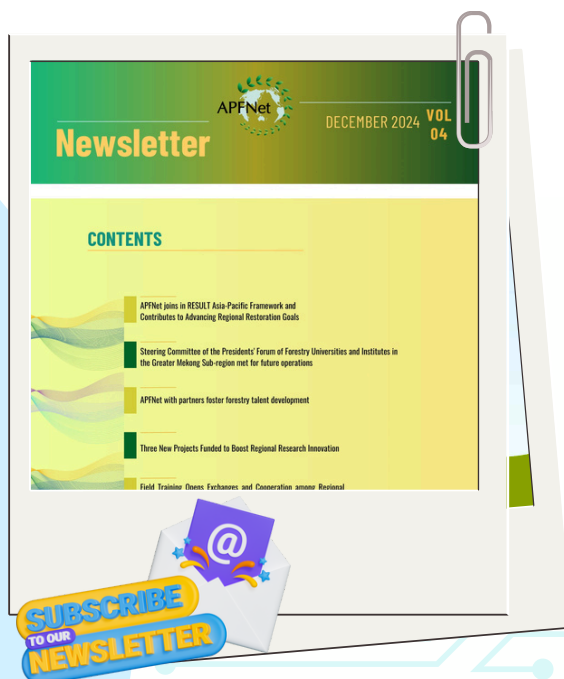 APFNet
Newsletter
DECEMBER 2024
VOL
04
CONTENTS
APFNet joins in RESULT Asia-Pacific Framework and
Contributes to Advancing Regional Restoration Goals
Steering Committee of the Presidents' Forum of Forestry Universities and Institutes in
the Greater Mekong Sub-region met for future operations
APFNet with partners foster forestry talent development
Three New Projects Funded to Boost Regional Research Innovation
Field Training Opens Exchanges and Cooperation among Regional
@
SUBSCRIBE
TO OUR
NEWSLETTER